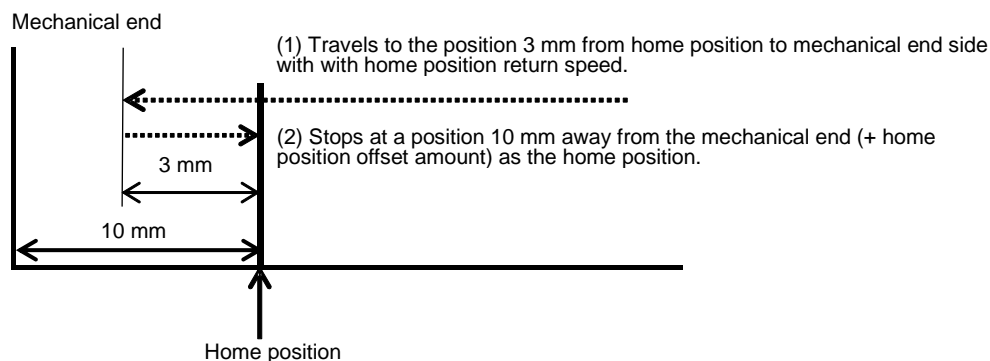 Mechanical end
(1) Travels to the position 3 mm from home position to mechanical end side
with with home position return speed.
(2) Stops at a position 10 mm away from the mechanical end (+ home
position offset amount) as the home position.
3 mm
10 mm
Home position